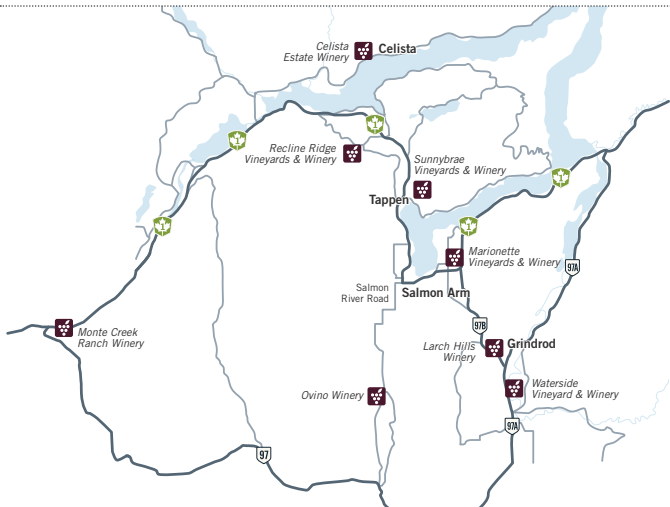 Celista
Estate Winery
Celista
1
1
Recline Ridge
Vineyards & Winery
Sunnybrae
Vineyards & Winery
1
Tappen
1
1
Marionette
Vineyards & Winery
97A
Salmon
River Road
Salmon Arm
97B
Monte Creek
Ranch Winery
Larch Hills
Winery
Grindrod
Ovino Winery
Waterside
Vineyard & Winery
97A
97